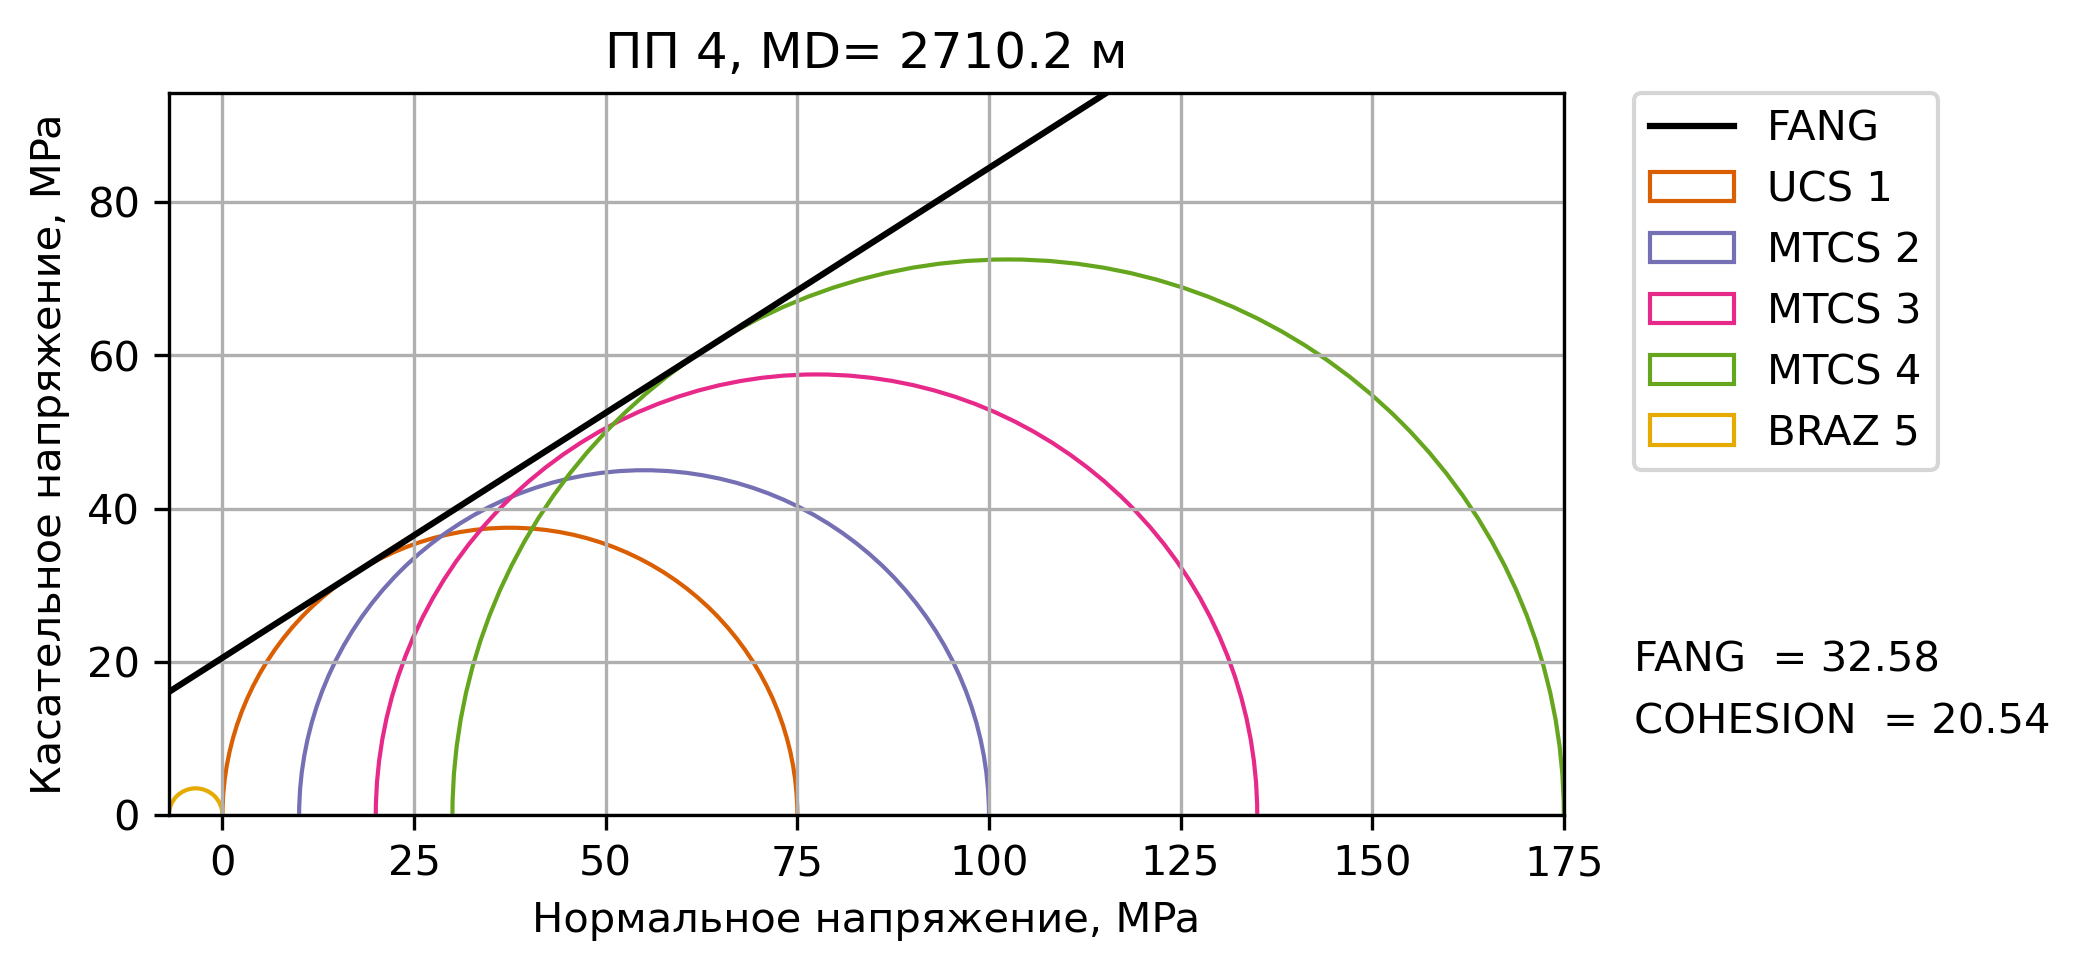 ПП 4, MD= 2710.2 м
Касательное напряжение, MPa
80
60
40
20
0
0 25 50 75 100 125 150 175
Нормальное напряжение, MPa
FANG
UCS 1
MTCS 2
MTCS 3
MTCS 4
BRAZ 5
FANG = 32.58
COHESION = 20.54